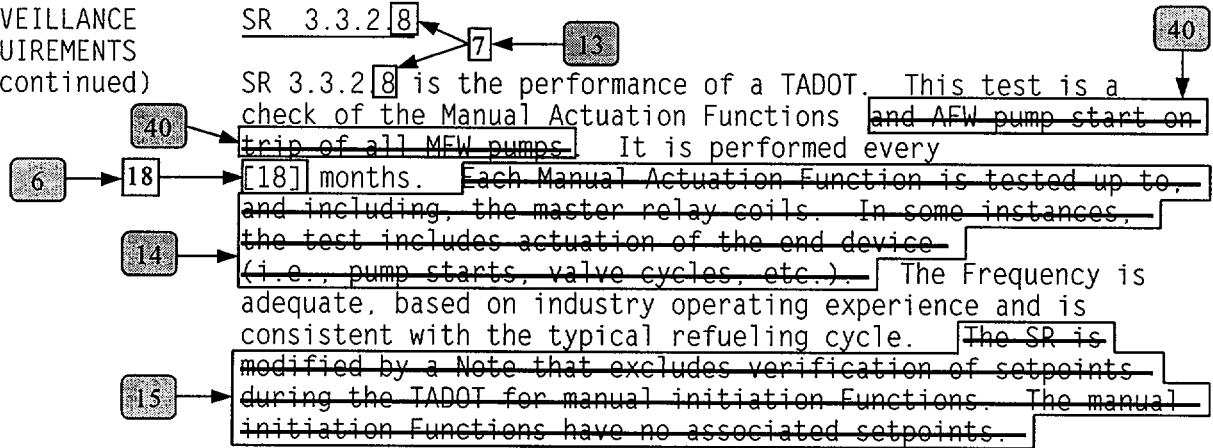 VEILLANCE SR 3.3.2.8 40
UIREMENTS 7 13
continued) SR 3.3.2.8 is the performance of a TADOT. This test is a
check of the Manual Actuation Functions and AFW pump start on
40 trip of all MFW pumps. It is performed every
6 18 [18] months. Each Manual Actuation Function is tested up to,
and including, the master relay coils. In some instances,
14 the test includes actuation of the end device
(i.e., pump starts, valve cycles, etc.). The Frequency is
adequate, based on industry operating experience and is
consistent with the typical refueling cycle. The SR is
modified by a Note that excludes verification of setpoints
15 during the TADOT for manual initiation Functions. The manual
initiation Functions have no associated setpoints.